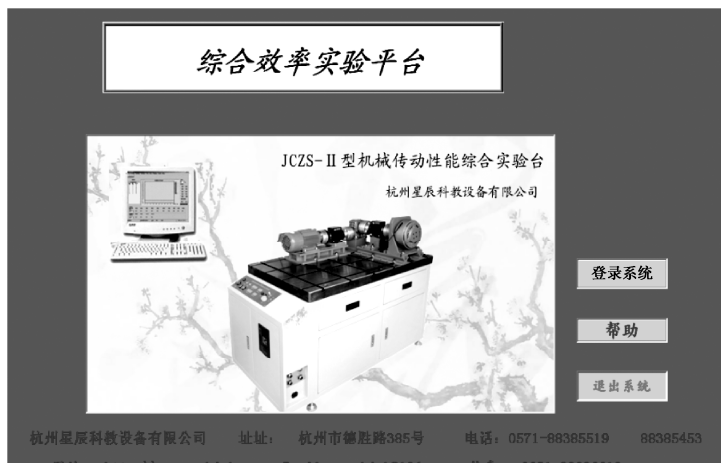 综合效率实验平台
JCZS-Ⅱ型机械传动性能综合实验台
杭州星辰科教设备有限公司
登录系统
帮助
退出系统
杭州星辰科教设备有限公司 址址: 杭州市德胜路385号 电话: 0571-88385519 88385453